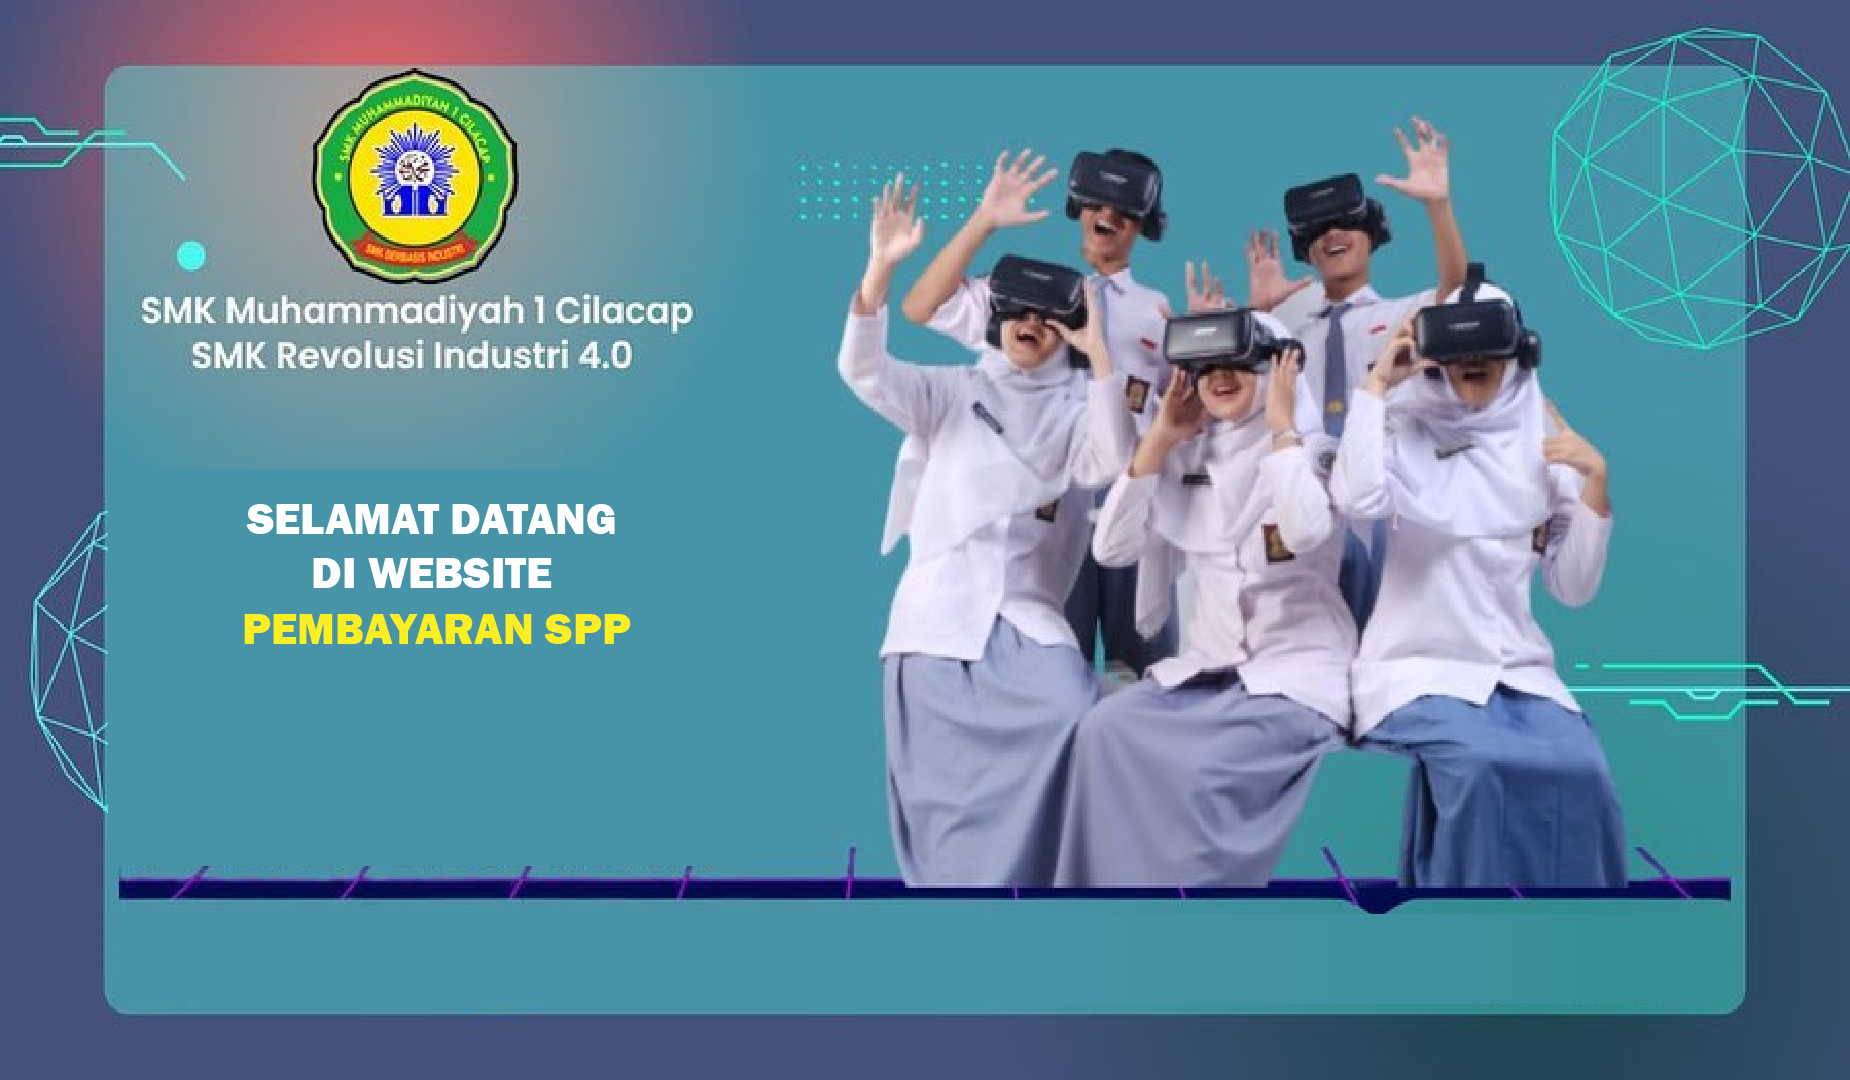 SMK MUHAMMADIYAH 1 CILACAP
SMK BERBASIS INDUSTRI
SMK Muhammadiyah 1 Cilacap
SMK Revolusi Industri 4.0
SELAMAT DATANG
DI WEBSITE
PEMBAYARAN SPP